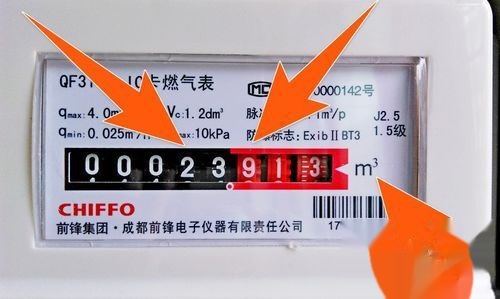 QF31 IC卡燃气表 MC 0000142号
qmax:4.0m Vc:1.2dm³ 脉 1m³/p J2.5
qmin:0.025m³/h max:10kPa 防 标志:ExibⅡBT3 1.5级
00023913 m³
CHIFFO
前锋集团·成都前锋电子仪器有限责任公司 17